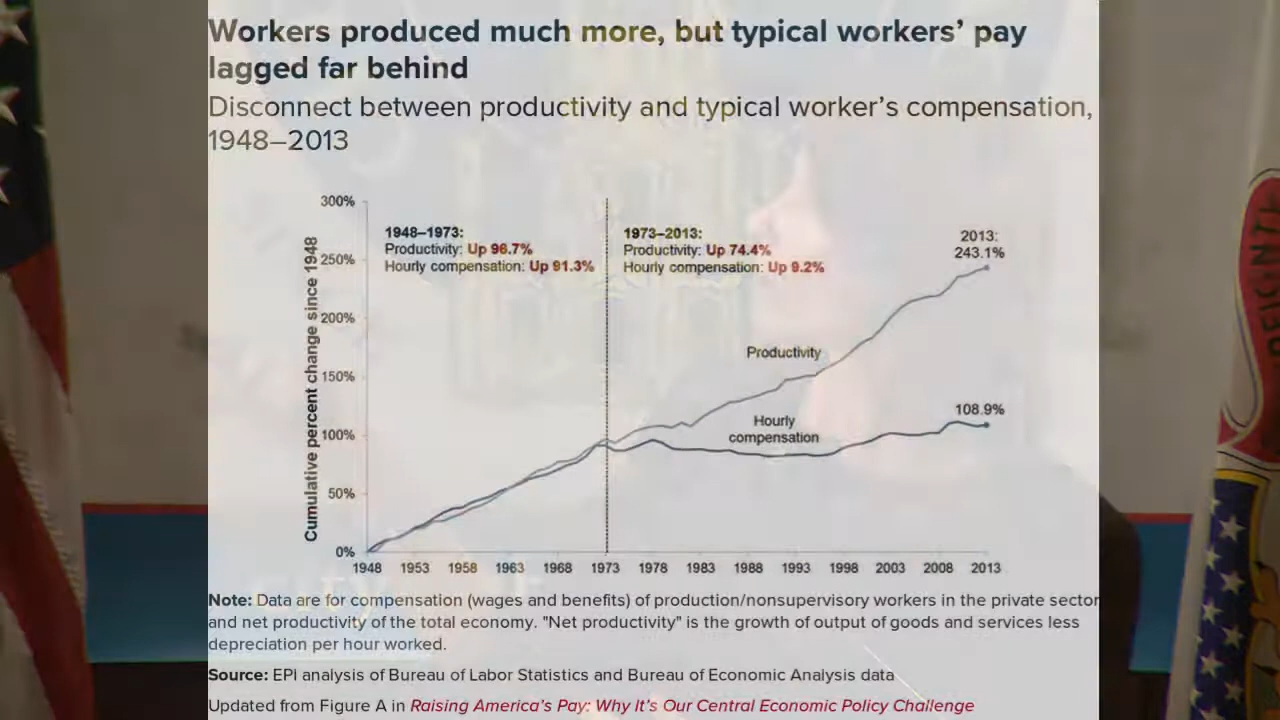 Workers produced much more, but typical workers' pay
lagged far behind
Disconnect between productivity and typical worker's compensation,
1948–2013
300%
250%
200%
150%
100%
50%
0%
Cumulative percent change since 1948
1948–1973:
Productivity: Up 96.7%
Hourly compensation: Up 91.3%
1973–2013:
Productivity: Up 74.4%
Hourly compensation: Up 9.2%
2013:
243.1%
Productivity
Hourly
compensation
108.9%
1948 1953 1958 1963 1968 1973 1978 1983 1988 1993 1998 2003 2008 2013
Note: Data are for compensation (wages and benefits) of production/nonsupervisory workers in the private sector
and net productivity of the total economy. "Net productivity" is the growth of output of goods and services less
depreciation per hour worked.
Source: EPI analysis of Bureau of Labor Statistics and Bureau of Economic Analysis data
Updated from Figure A in Raising America's Pay: Why It's Our Central Economic Policy Challenge